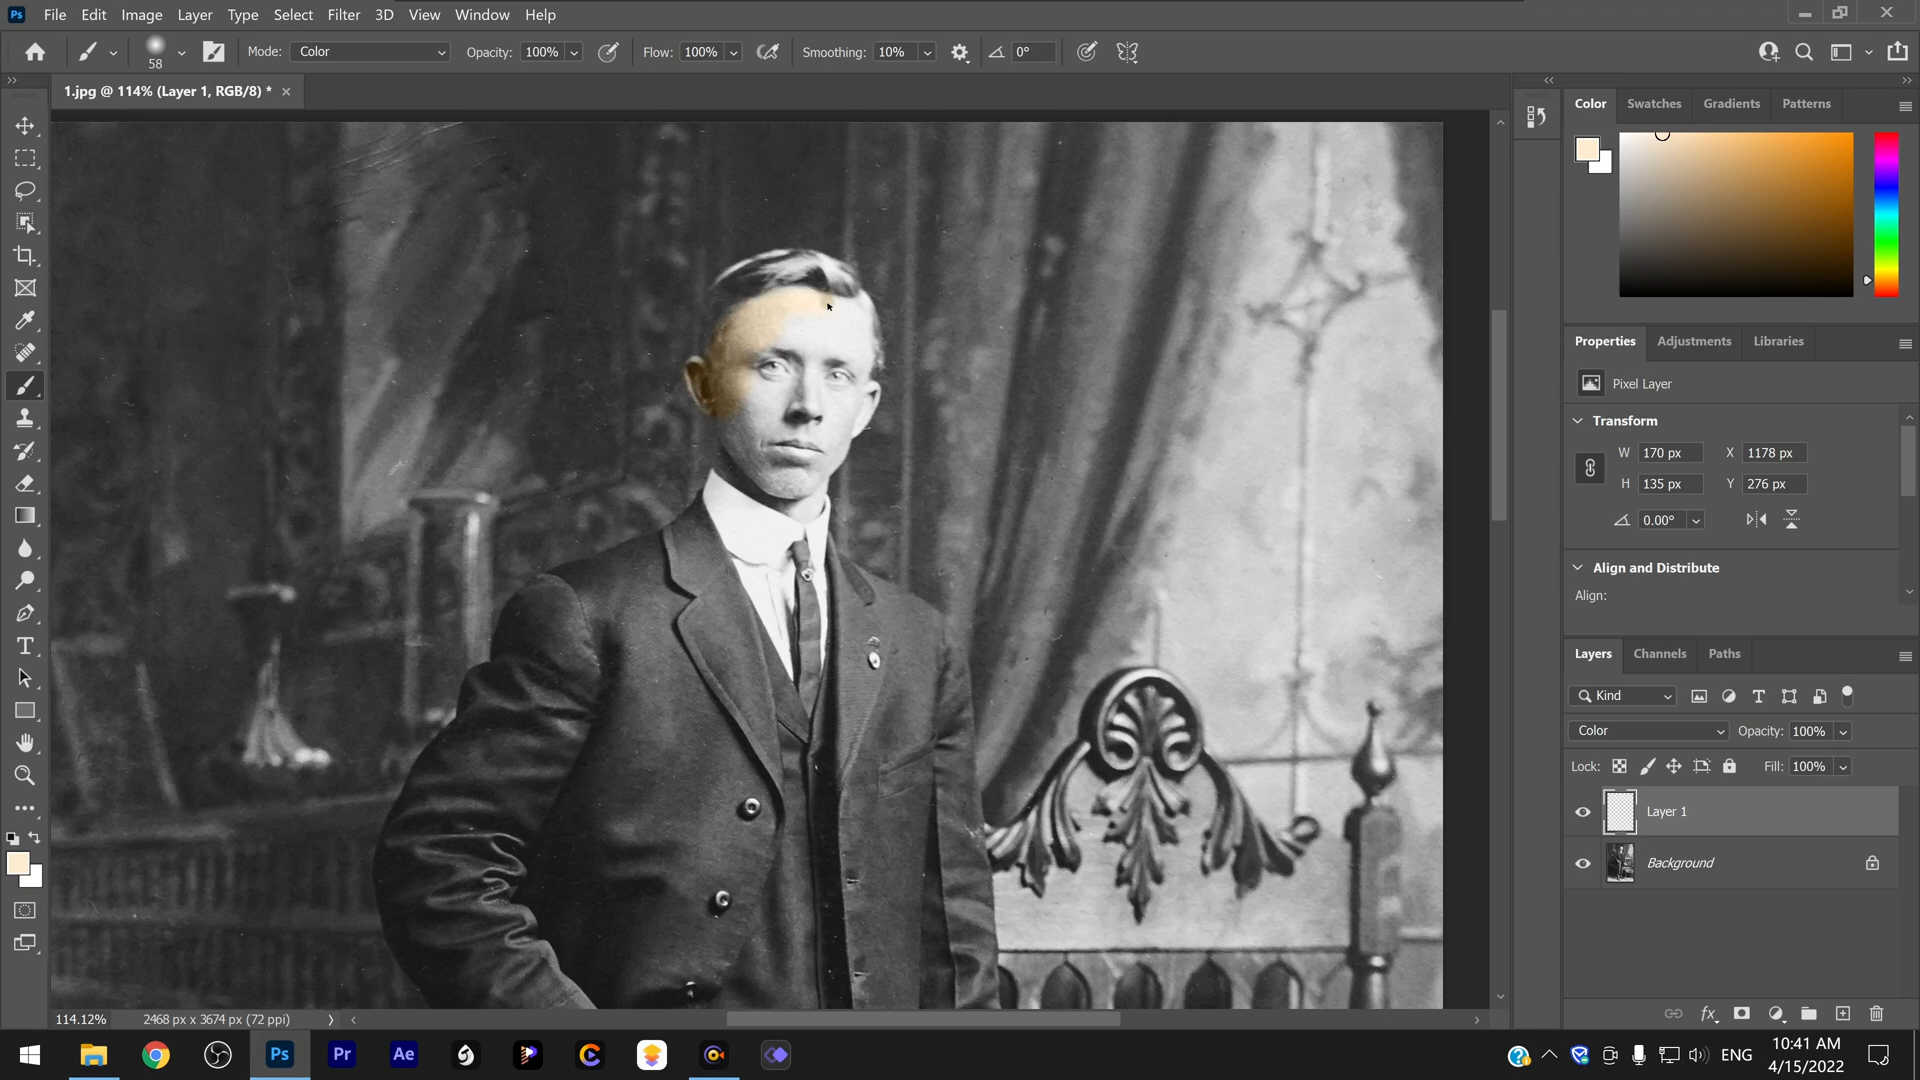 Ps File Edit Image Layer Type Select Filter 3D View Window Help
58 Mode: Color Opacity: 100% Flow: 100% Smoothing: 10% 0°
1.jpg @ 114% (Layer 1, RGB/8) *
Color Swatches Gradients Patterns
Properties Adjustments Libraries
Pixel Layer
Transform
W 170 px X 1178 px
H 135 px Y 276 px
0.00°
Align and Distribute
Align:
Layers Channels Paths
Kind
Color Opacity: 100%
Lock: Fill: 100%
Layer 1
Background
114.12% 2468 px x 3674 px (72 ppi)
Ps Pr Ae ENG
10:41 AM
4/15/2022